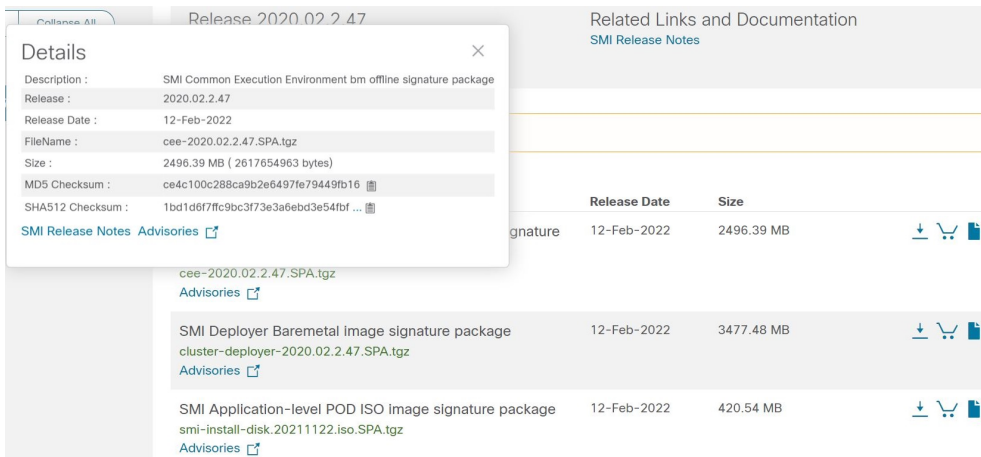 Collapse All
Release 2020.02.2.47
Related Links and Documentation
SMI Release Notes
Details
Description : SMI Common Execution Environment bm offline signature package
Release : 2020.02.2.47
Release Date : 12-Feb-2022
FileName : cee-2020.02.2.47.SPA.tgz
Size : 2496.39 MB ( 2617654963 bytes)
MD5 Checksum : ce4c100c288ca9b2e6497fe79449fb16
SHA512 Checksum : 1bd1d6f7ffc9bc3f73e3a6ebd3e54fbf ...
SMI Release Notes Advisories
Release Date Size
gnature 12-Feb-2022 2496.39 MB
cee-2020.02.2.47.SPA.tgz
Advisories
SMI Deployer Baremetal image signature package 12-Feb-2022 3477.48 MB
cluster-deployer-2020.02.2.47.SPA.tgz
Advisories
SMI Application-level POD ISO image signature package 12-Feb-2022 420.54 MB
smi-install-disk.20211122.iso.SPA.tgz
Advisories